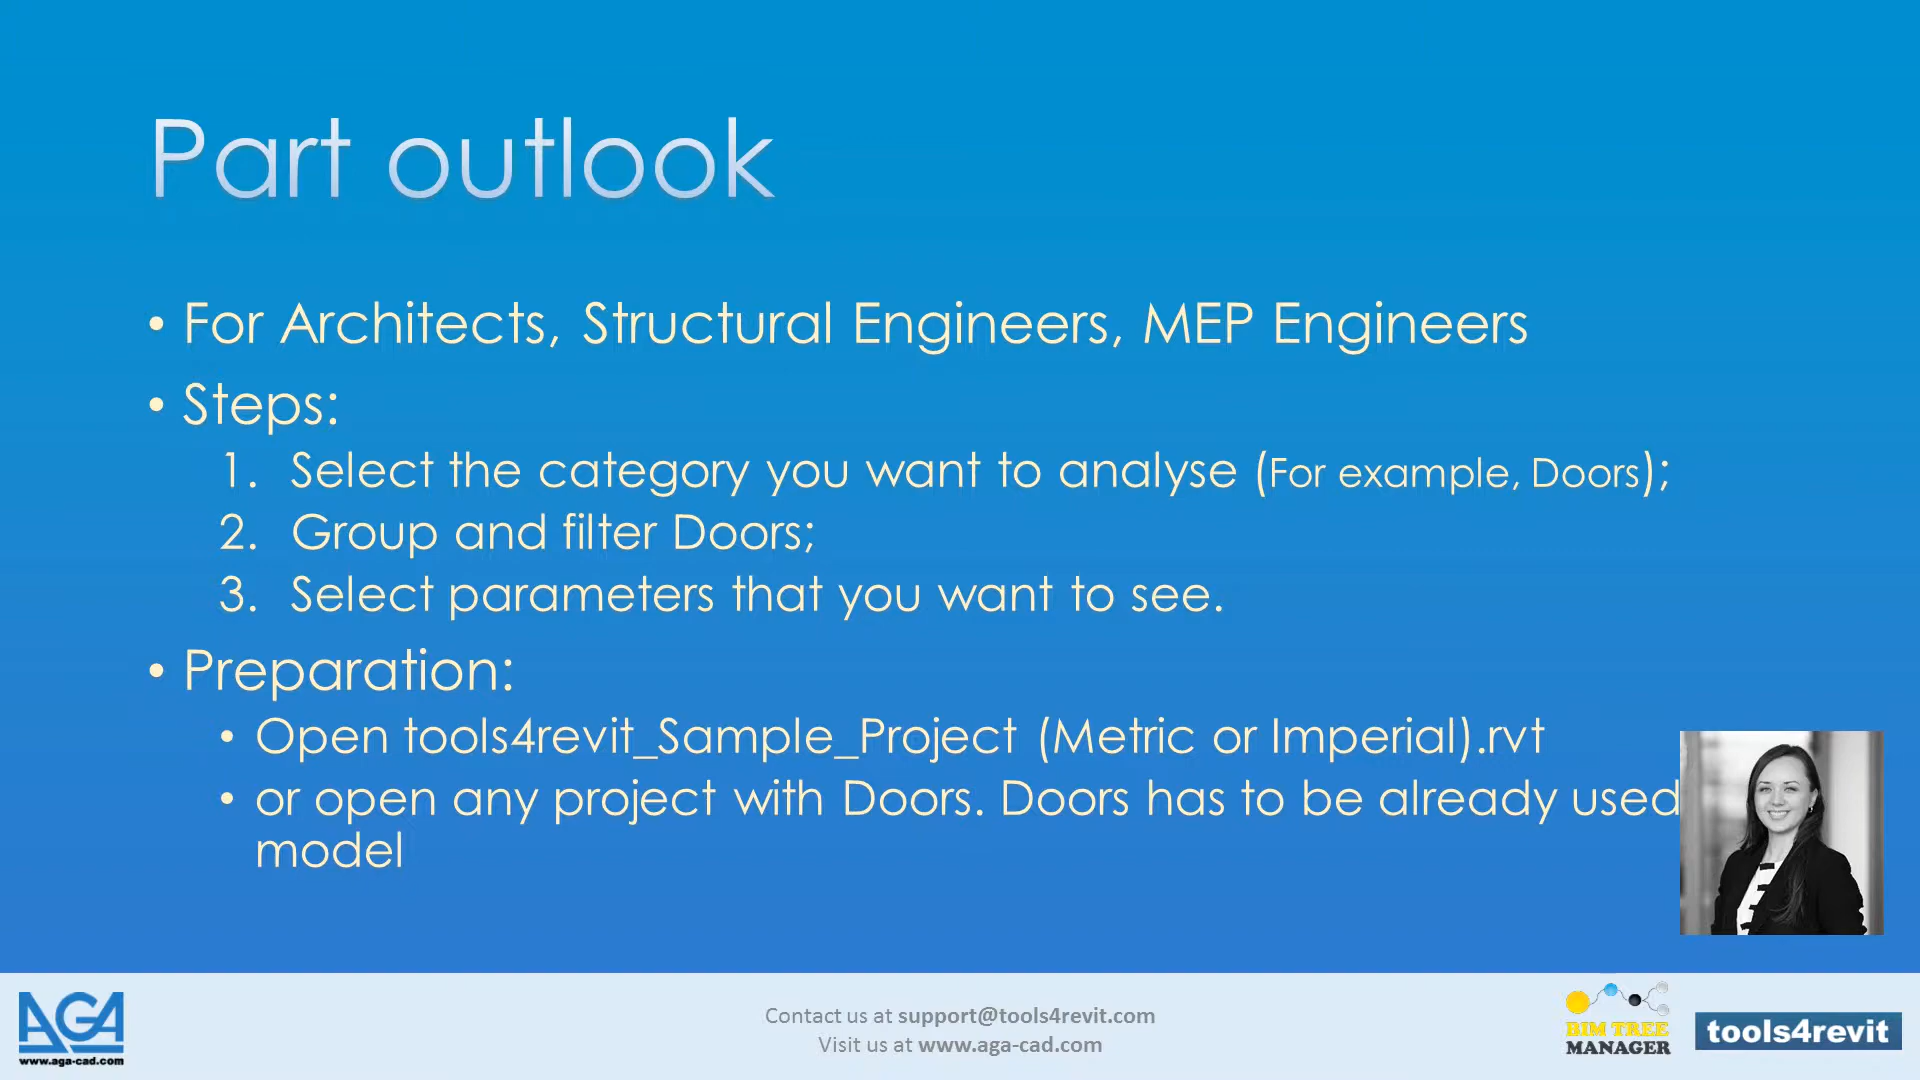 Part outlook
• For Architects, Structural Engineers, MEP Engineers
• Steps:
1. Select the category you want to analyse (For example, Doors);
2. Group and filter Doors;
3. Select parameters that you want to see.
• Preparation:
• Open tools4revit_Sample_Project (Metric or Imperial).rvt
• or open any project with Doors. Doors has to be already used
model
AGA
www.aga-cad.com
Contact us at support@tools4revit.com
Visit us at www.aga-cad.com
BIM TREE
MANAGER
tools4revit